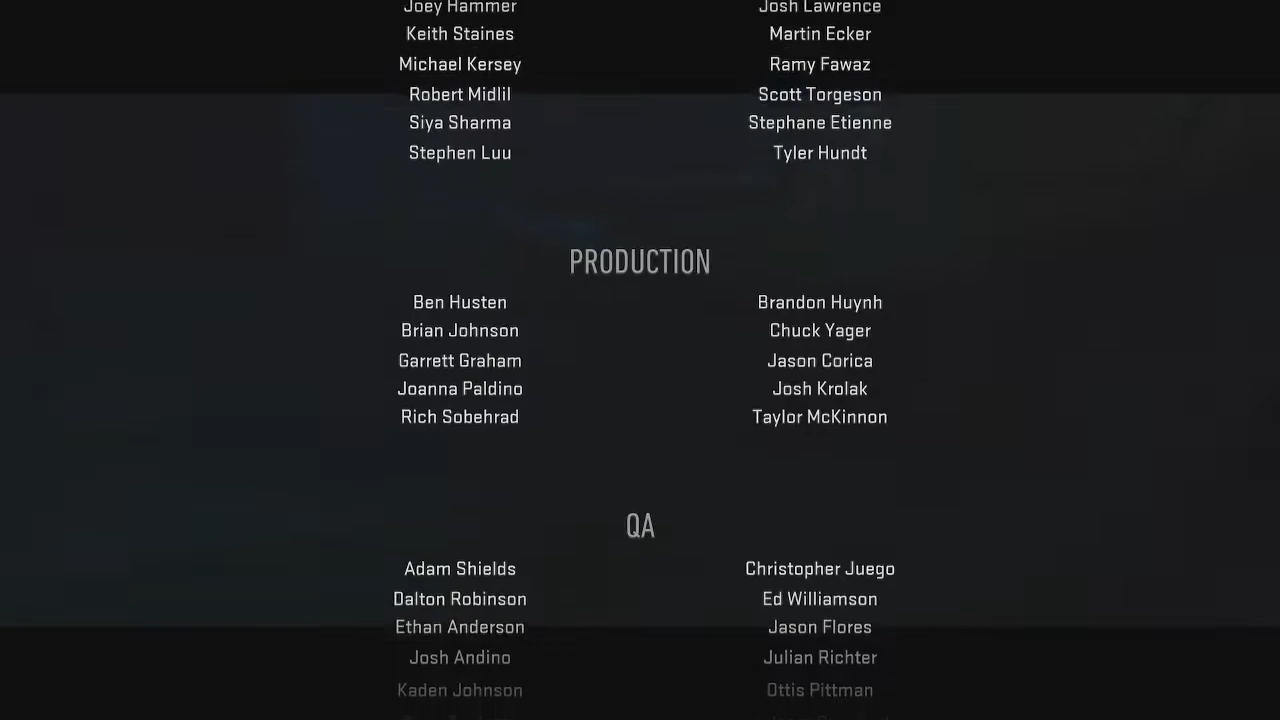 Joey Hammer Josh Lawrence
Keith Staines Martin Ecker
Michael Kersey Ramy Fawaz
Robert Midlil Scott Torgeson
Siya Sharma Stephane Etienne
Stephen Luu Tyler Hundt
PRODUCTION
Ben Husten Brandon Huynh
Brian Johnson Chuck Yager
Garrett Graham Jason Corica
Joanna Paldino Josh Krolak
Rich Sobehrad Taylor McKinnon
QA
Adam Shields Christopher Juego
Dalton Robinson Ed Williamson
Ethan Anderson Jason Flores
Josh Andino Julian Richter
Kaden Johnson Ottis Pittman